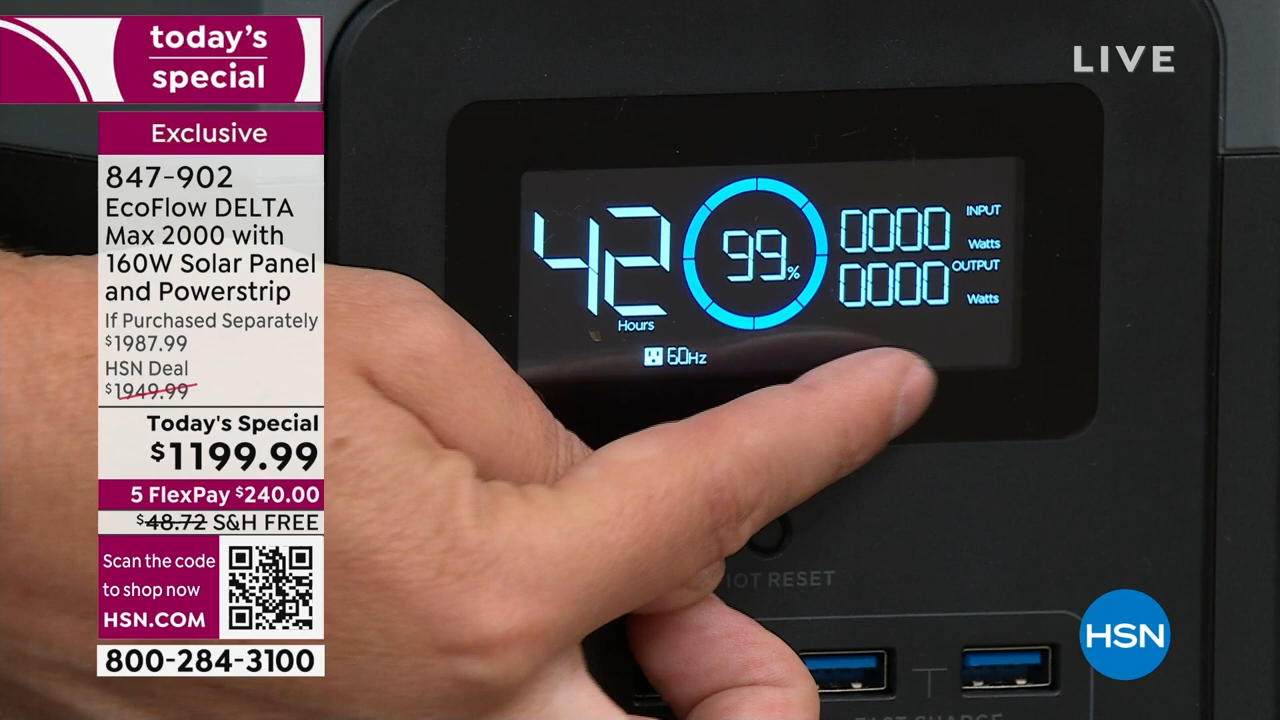 today's
special
Exclusive
847-902
EcoFlow DELTA
Max 2000 with
160W Solar Panel
and Powerstrip
If Purchased Separately
$1987.99
HSN Deal
$1949.99
Today's Special
$1199.99
5 FlexPay $240.00
$48.72 S&H FREE
Scan the code
to shop now
HSN.COM
800-284-3100
LIVE
42
Hours
99%
0000 INPUT
Watts
0000 OUTPUT
Watts
60Hz
IOT RESET
FAST CHARGE
HSN